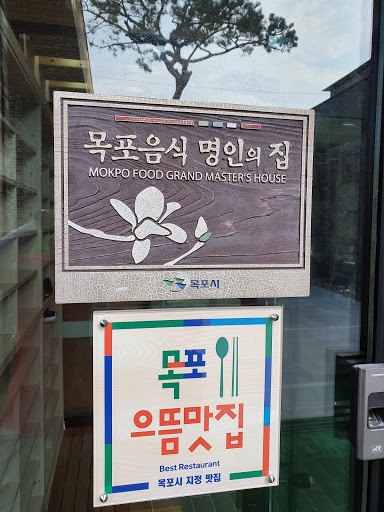 목포음식 명인의 집
MOKPO FOOD GRAND MASTER'S HOUSE
목포시
목포
으뜸맛집
Best Restaurant
목포시 지정 맛집